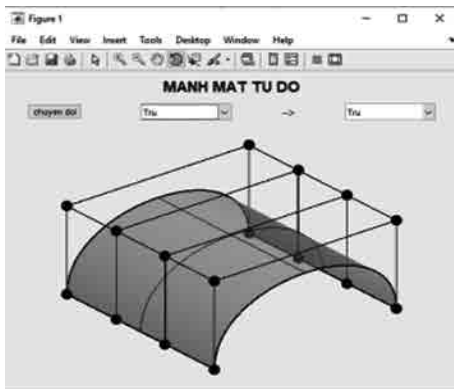 Figure 1
File Edit View Insert Tools Desktop Window Help
MANH MAT TU DO
chuyen doi Tru -> Tru